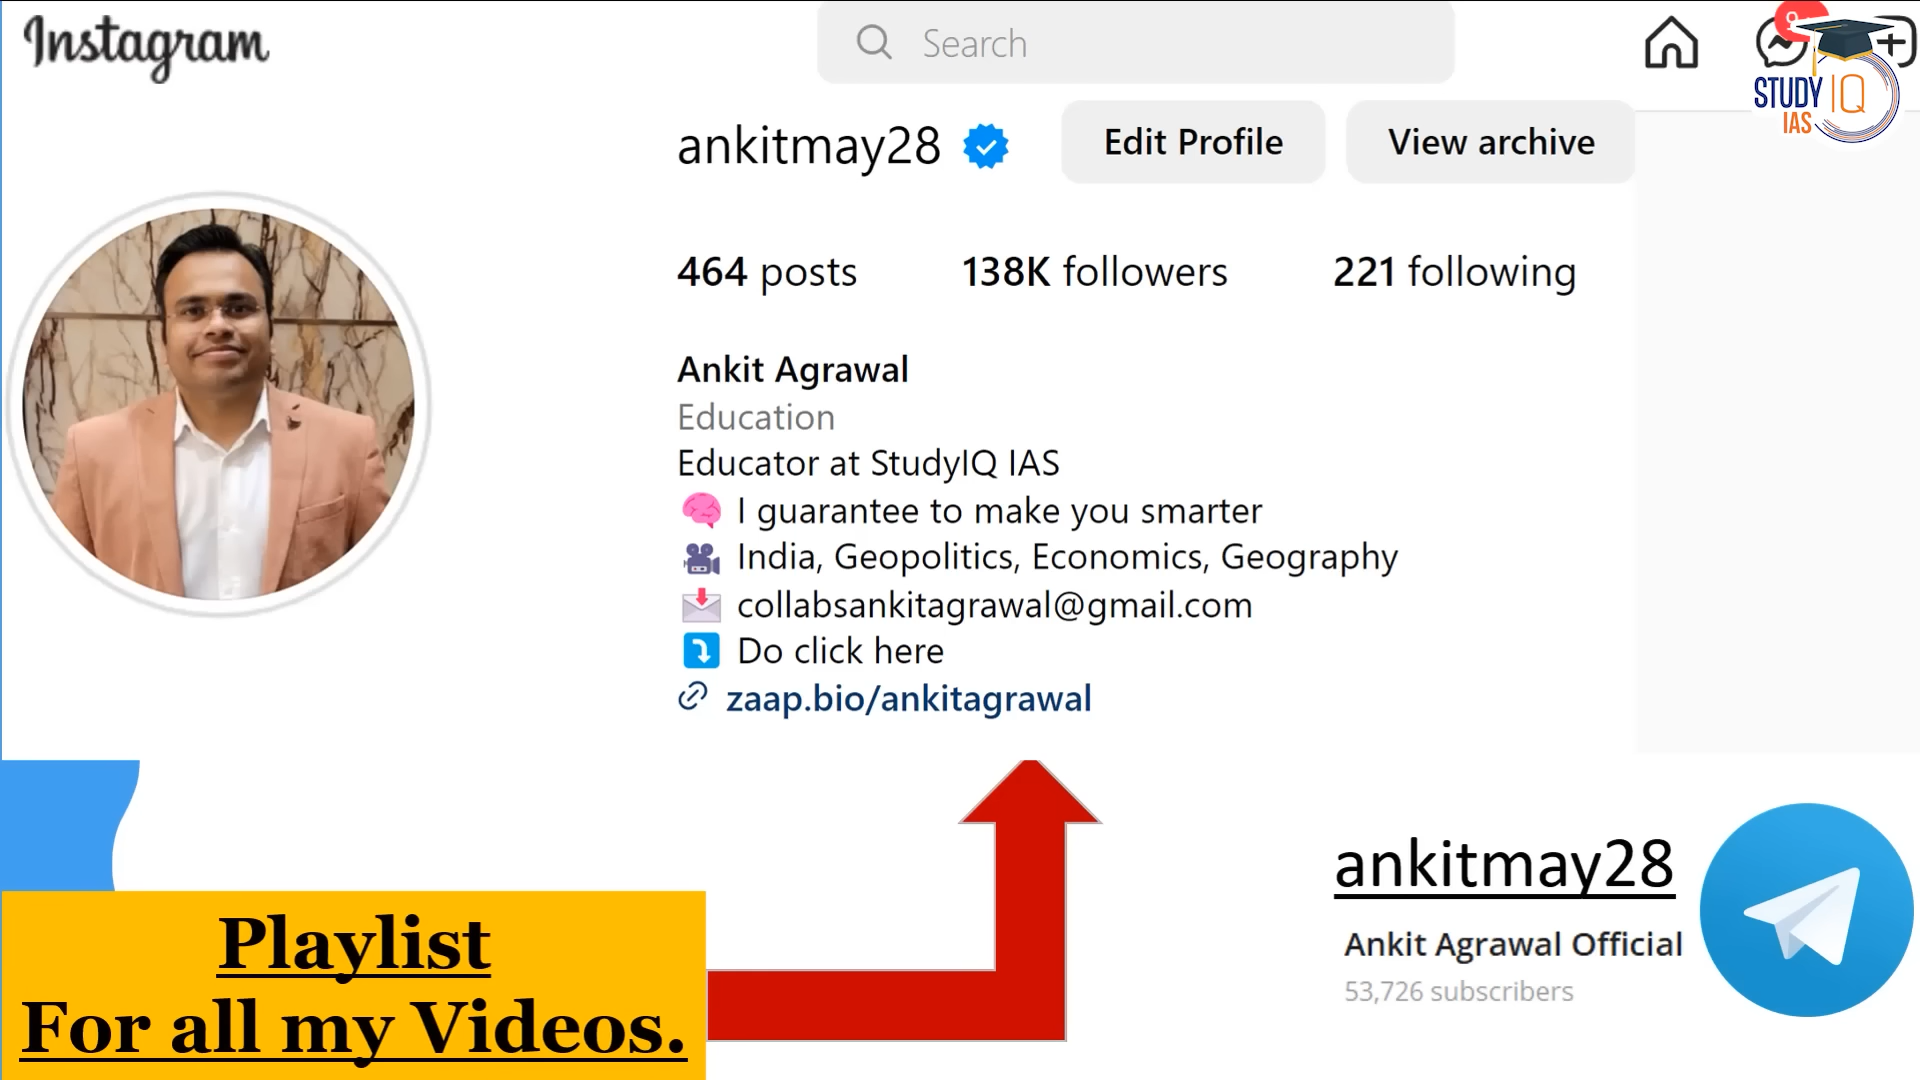 Instagram
Search
9
STUDY IQ
IAS
ankitmay28
Edit Profile
View archive
464 posts
138K followers
221 following
Ankit Agrawal
Education
Educator at StudyIQ IAS
I guarantee to make you smarter
India, Geopolitics, Economics, Geography
collabsankitagrawal@gmail.com
Do click here
zaap.bio/ankitagrawal
ankitmay28
Ankit Agrawal Official
53,726 subscribers
Playlist
For all my Videos.